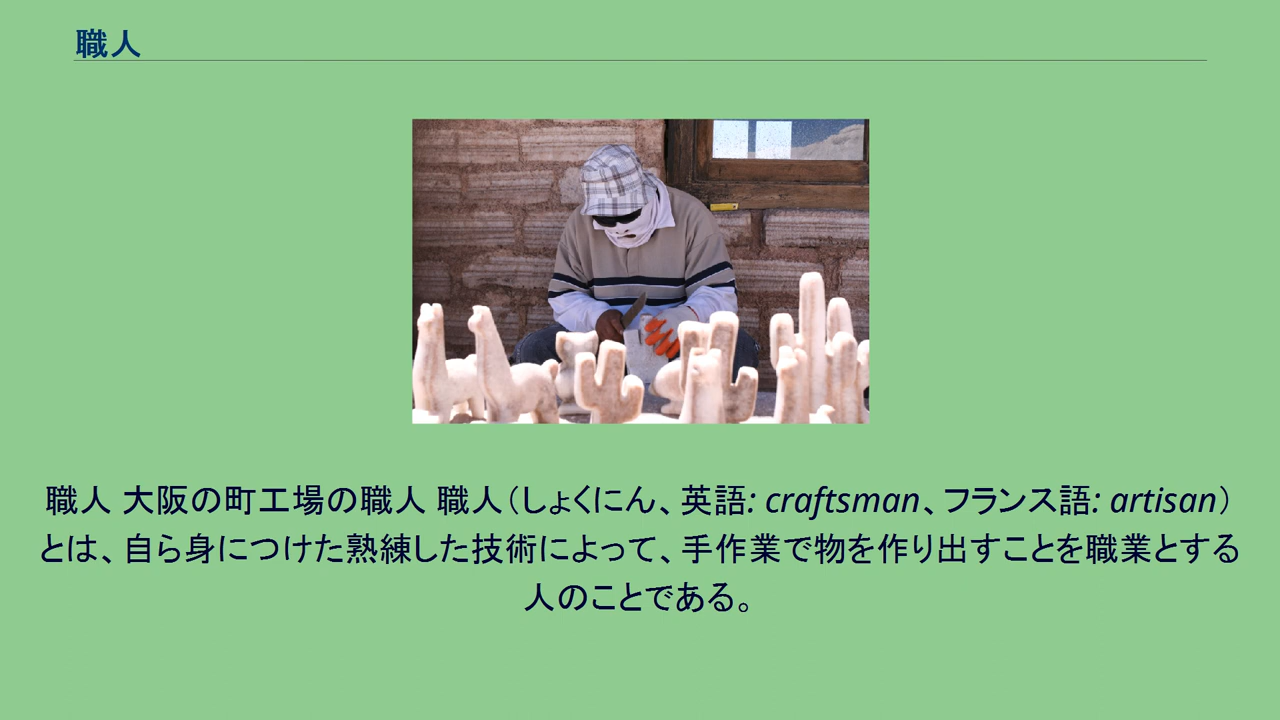 職人
職人 大阪の町工場の職人 職人（しょくにん、英語: craftsman、フランス語: artisan）
とは、自ら身につけた熟練した技術によって、手作業で物を作り出すことを職業とする
人のことである。